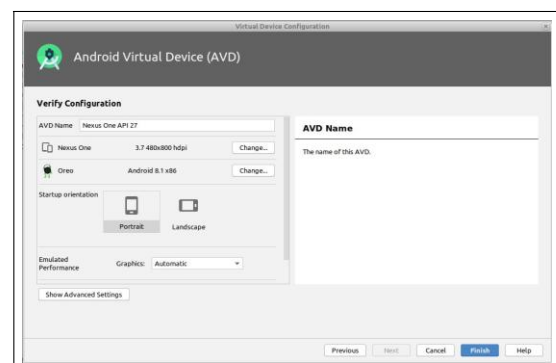 Virtual Device Configuration
Android Virtual Device (AVD)
Verify Configuration
AVD Name Nexus One API 27
Nexus One 3.7 480x800 hdpi Change...
Oreo Android 8.1 x86 Change...
Startup orientation
Portrait Landscape
Emulated
Performance Graphics: Automatic
Show Advanced Settings
AVD Name
The name of this AVD.
Previous Next Cancel Finish Help